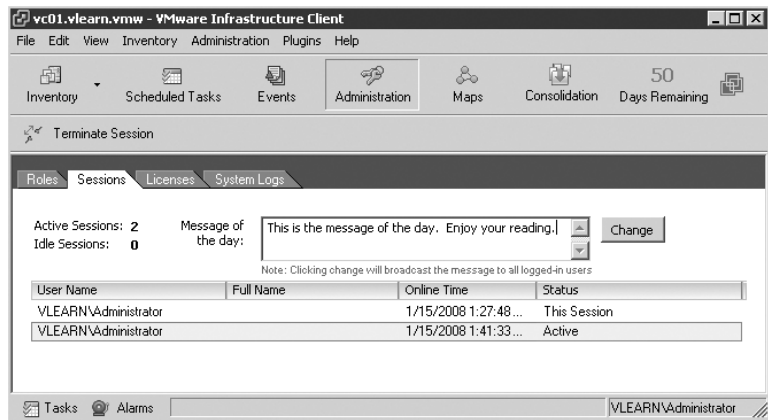 vc01.vlearn.vmw - VMware Infrastructure Client
File Edit View Inventory Administration Plugins Help
Inventory Scheduled Tasks Events Administration Maps Consolidation 50 Days Remaining
Terminate Session
Roles Sessions Licenses System Logs
Active Sessions: 2
Idle Sessions: 0
Message of the day:
This is the message of the day. Enjoy your reading.
Change
Note: Clicking change will broadcast the message to all logged-in users
User Name Full Name Online Time Status
VLEARN\Administrator 1/15/2008 1:27:48... This Session
VLEARN\Administrator 1/15/2008 1:41:33... Active
Tasks Alarms VLEARN\Administrator